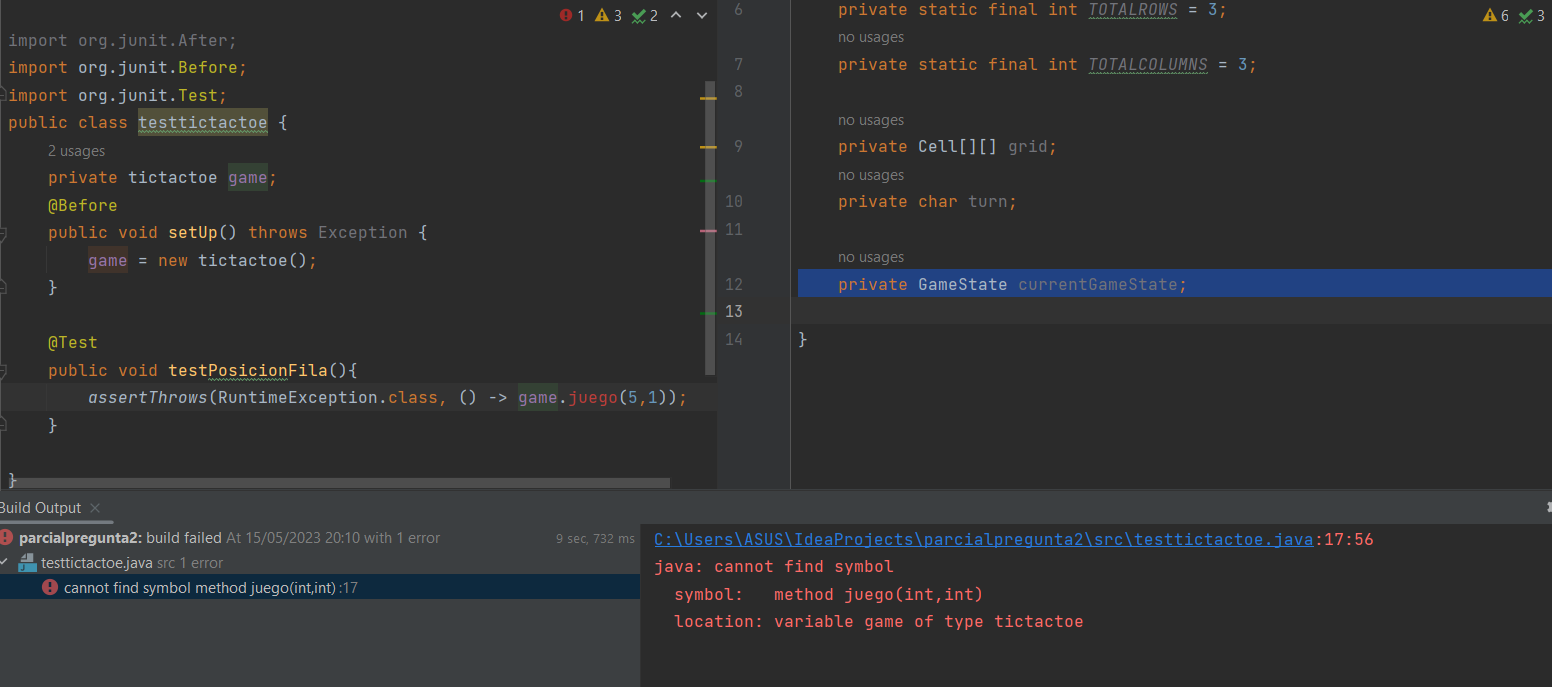 1 3 2
import org.junit.After;
import org.junit.Before;
import org.junit.Test;
public class testtictactoe {
2 usages
private tictactoe game;
@Before
public void setUp() throws Exception {
game = new tictactoe();
}
@Test
public void testPosicionFila(){
assertThrows(RuntimeException.class, () -> game.juego(5,1));
}
}
6 private static final int TOTALROWS = 3;
6 3
no usages
7 private static final int TOTALCOLUMNS = 3;
8
no usages
9 private Cell[][] grid;
no usages
10 private char turn;
11
no usages
12 private GameState currentGameState;
13
14 }
Build Output
parcialpregunta2: build failed At 15/05/2023 20:10 with 1 error 9 sec, 732 ms
testtictactoe.java src 1 error
cannot find symbol method juego(int,int) :17
C:\Users\ASUS\IdeaProjects\parcialpregunta2\src\testtictactoe.java:17:56
java: cannot find symbol
symbol: method juego(int,int)
location: variable game of type tictactoe